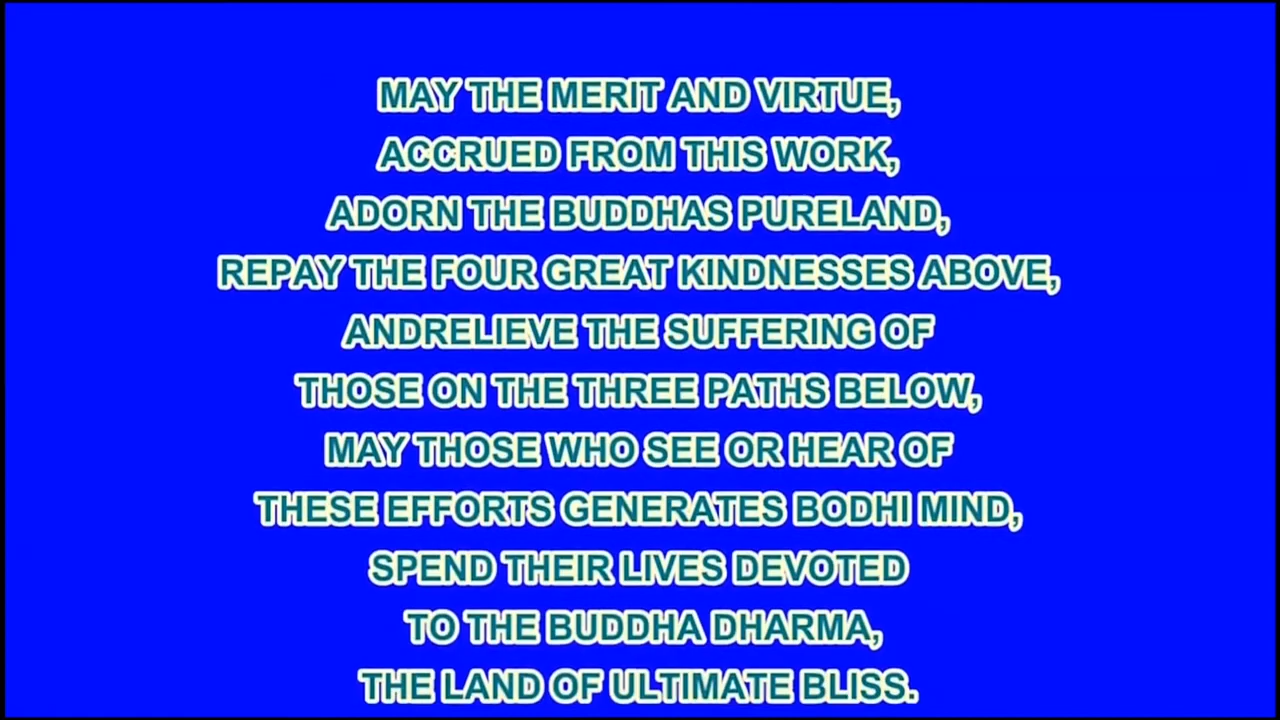 MAY THE MERIT AND VIRTUE,
ACCRUED FROM THIS WORK,
ADORN THE BUDDHAS PURELAND,
REPAY THE FOUR GREAT KINDNESSES ABOVE,
ANDRELIEVE THE SUFFERING OF
THOSE ON THE THREE PATHS BELOW,
MAY THOSE WHO SEE OR HEAR OF
THESE EFFORTS GENERATES BODHI MIND,
SPEND THEIR LIVES DEVOTED
TO THE BUDDHA DHARMA,
THE LAND OF ULTIMATE BLISS.